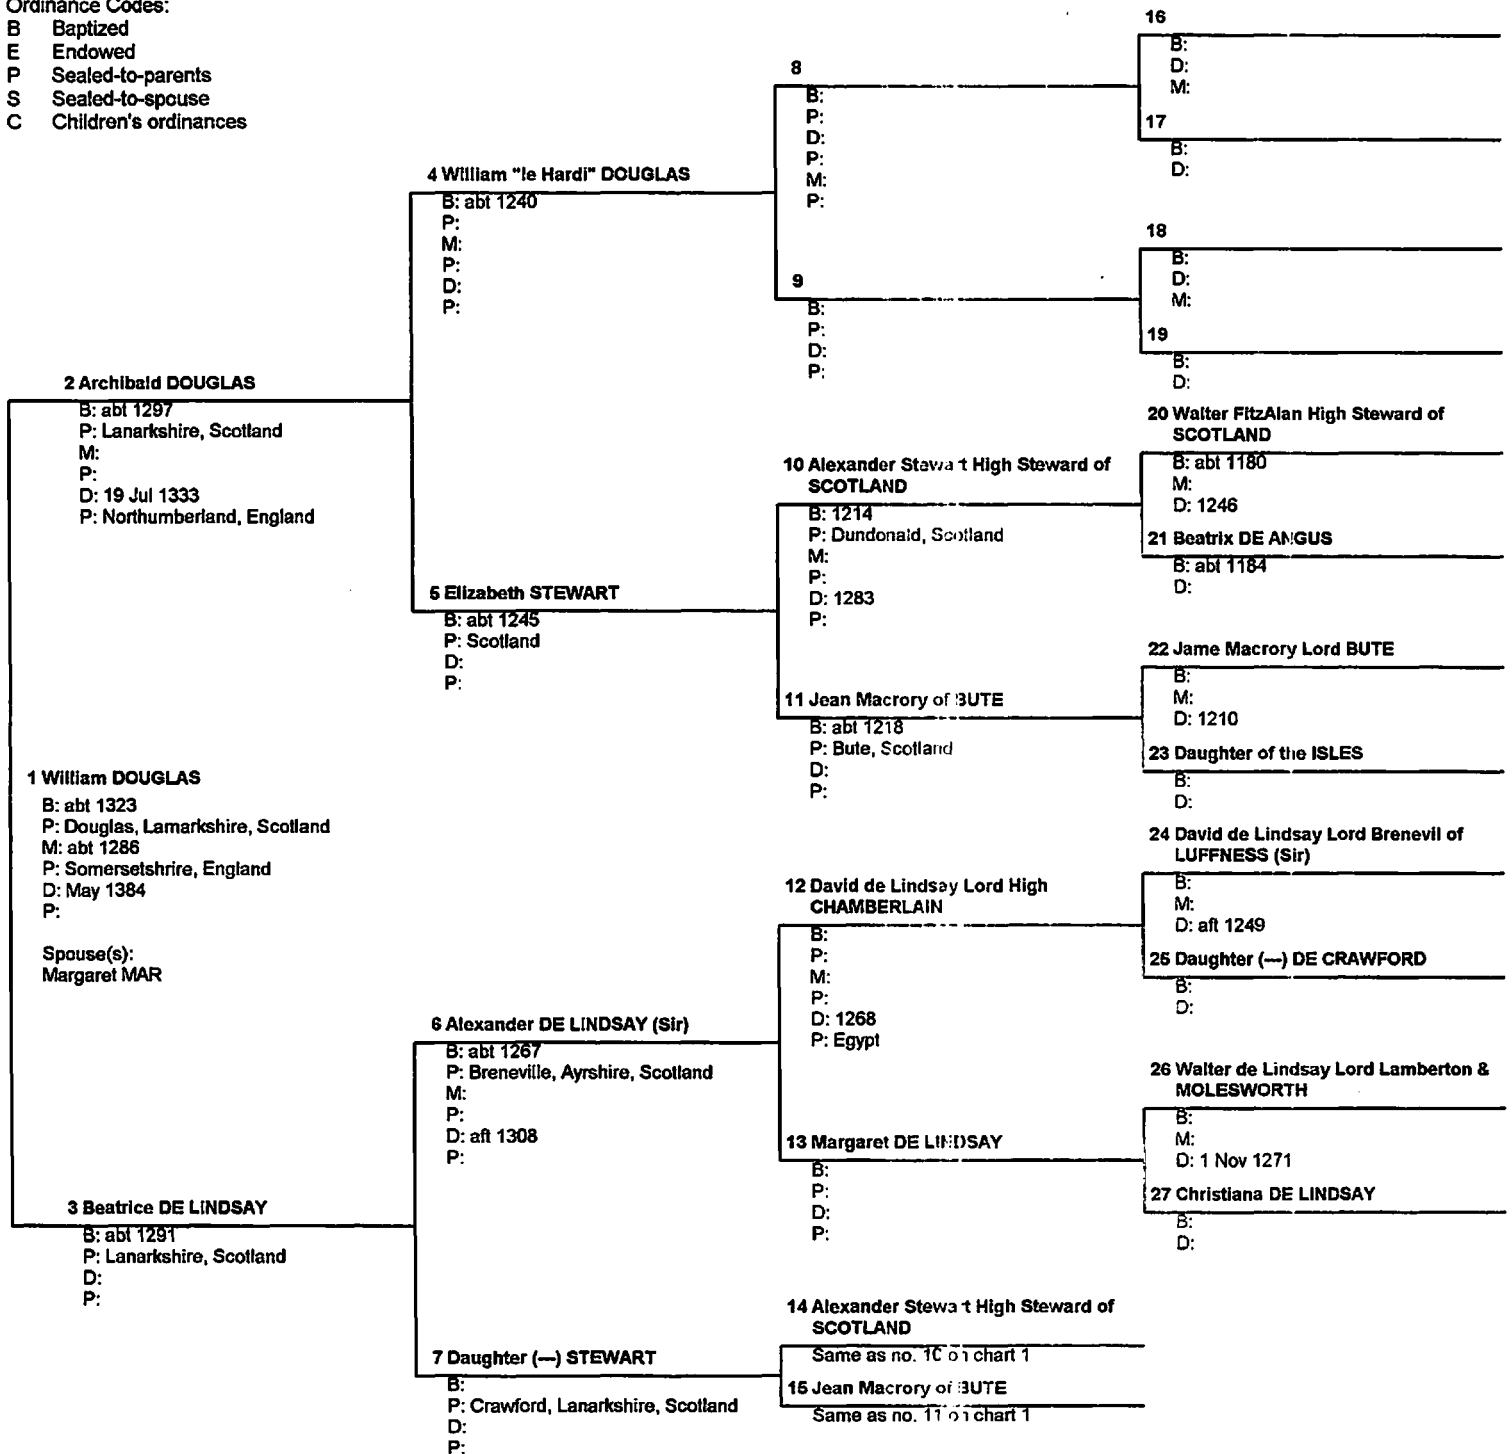 Ordinance Codes:
B Baptized
E Endowed
P Sealed-to-parents
S Sealed-to-spouse
C Children's ordinances
1 William DOUGLAS
B: abt 1323
P: Douglas, Lamarkshire, Scotland
M: abt 1286
P: Somersetshrire, England
D: May 1384
P:
Spouse(s):
Margaret MAR
2 Archibald DOUGLAS
B: abt 1297
P: Lanarkshire, Scotland
M:
P:
D: 19 Jul 1333
P: Northumberland, England
3 Beatrice DE LINDSAY
B: abt 1291
P: Lanarkshire, Scotland
D:
P:
4 William "le Hardi" DOUGLAS
B: abt 1240
P:
M:
P:
D:
P:
5 Elizabeth STEWART
B: abt 1245
P: Scotland
D:
P:
6 Alexander DE LINDSAY (Sir)
B: abt 1267
P: Breneville, Ayrshire, Scotland
M:
P:
D: aft 1308
P:
7 Daughter (---) STEWART
B:
P: Crawford, Lanarkshire, Scotland
D:
P:
8
B:
P:
D:
P:
M:
P:
9
B:
P:
D:
P:
10 Alexander Stewart High Steward of
SCOTLAND
B: 1214
P: Dundonald, Scotland
M:
P:
D: 1283
P:
11 Jean Macrory of BUTE
B: abt 1218
P: Bute, Scotland
D:
P:
12 David de Lindsay Lord High
CHAMBERLAIN
B:
P:
M:
P:
D: 1268
P: Egypt
13 Margaret DE LINDSAY
B:
P:
D:
P:
14 Alexander Stewart High Steward of
SCOTLAND
Same as no. 10 on chart 1
15 Jean Macrory of BUTE
Same as no. 11 on chart 1
16
B:
D:
M:
17
B:
D:
18
B:
D:
M:
19
B:
D:
20 Walter FitzAlan High Steward of
SCOTLAND
B: abt 1180
M:
D: 1246
21 Beatrix DE ANGUS
B: abt 1184
D:
22 Jame Macrory Lord BUTE
B:
M:
D: 1210
23 Daughter of the ISLES
B:
D:
24 David de Lindsay Lord Brenevil of
LUFFNESS (Sir)
B:
M:
D: aft 1249
25 Daughter (---) DE CRAWFORD
B:
D:
26 Walter de Lindsay Lord Lamberton &
MOLESWORTH
B:
M:
D: 1 Nov 1271
27 Christiana DE LINDSAY
B:
D: